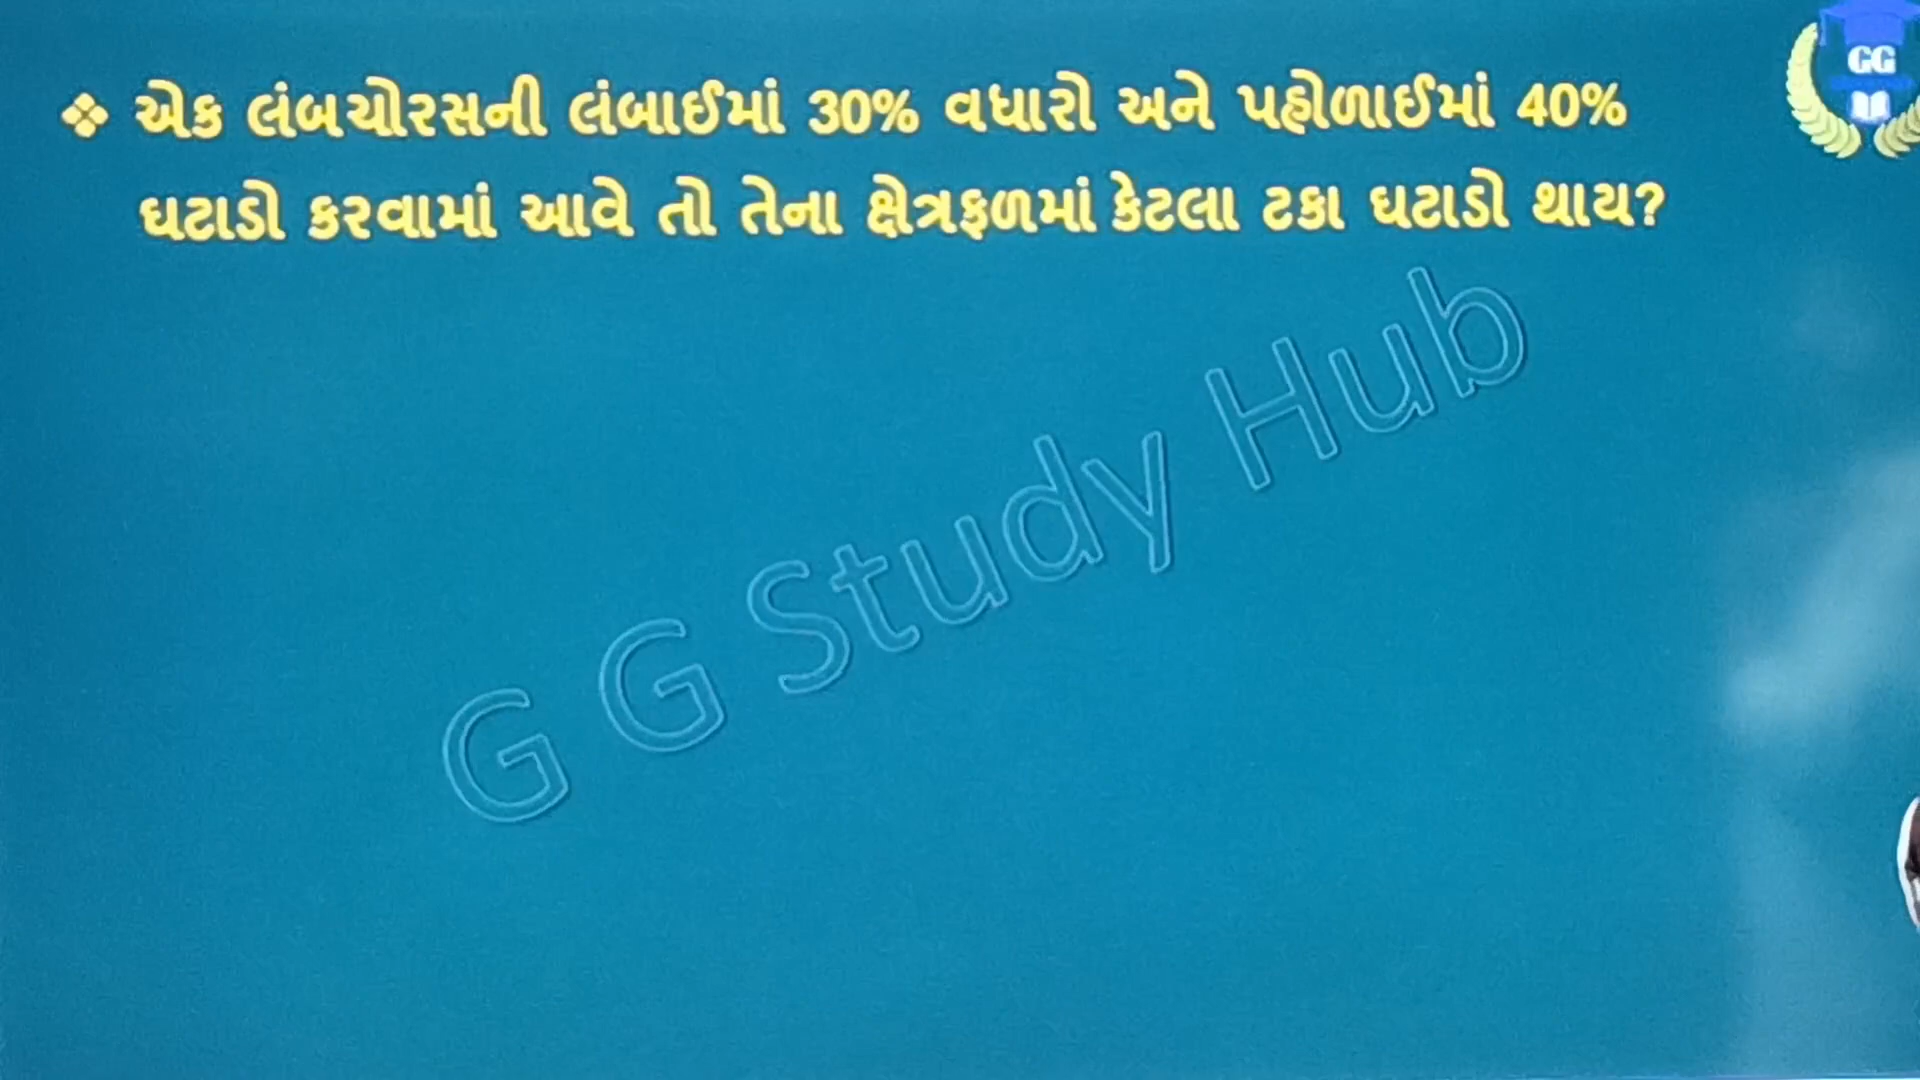 GG
❖ એક લંબચોરસની લંબાઈમાં 30% વધારો અને પહોળાઈમાં 40%
ઘટાડો કરવામાં આવે તો તેના ક્ષેત્રફળમાં કેટલા ટકા ઘટાડો થાય?
G G Study Hub